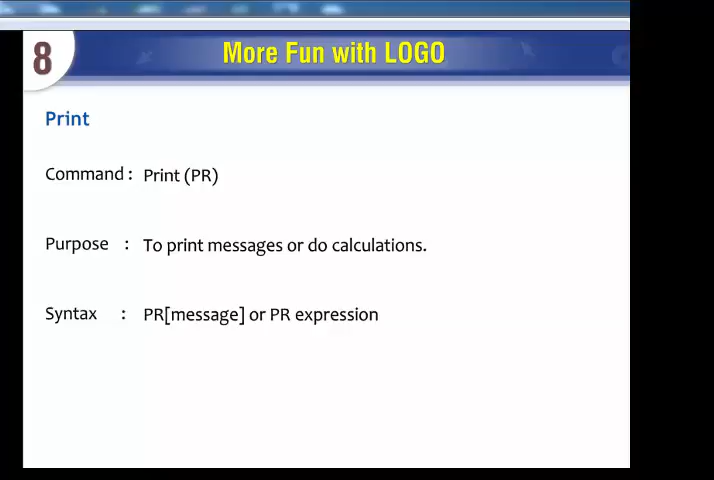 8
More Fun with LOGO
Print
Command : Print (PR)
Purpose : To print messages or do calculations.
Syntax : PR[message] or PR expression